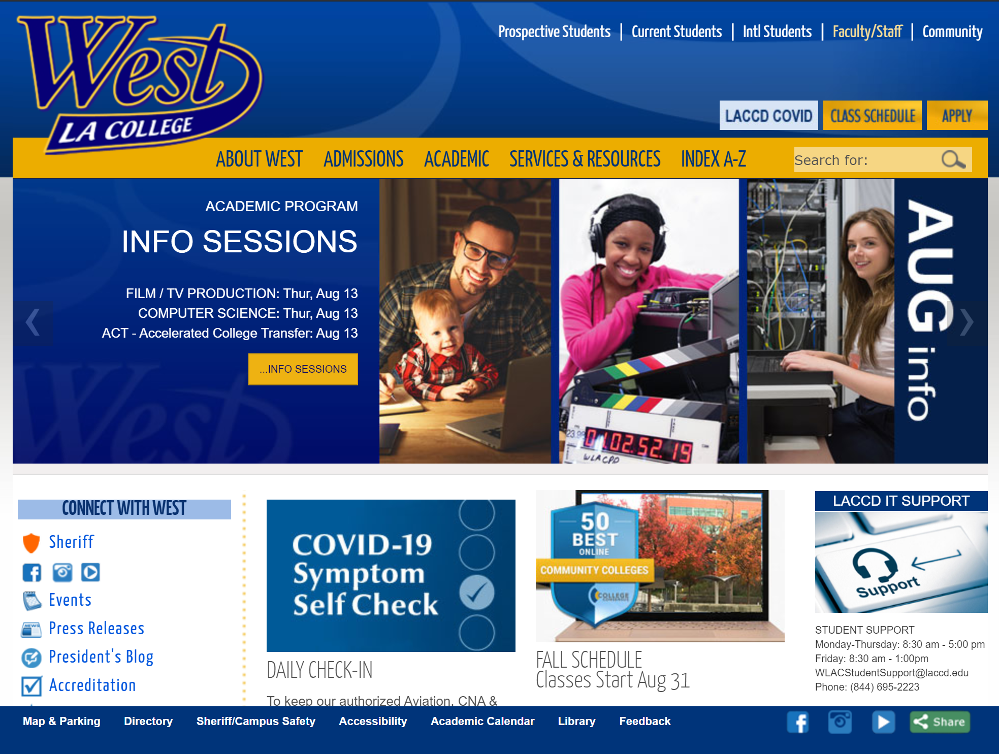 West
LA COLLEGE
Prospective Students | Current Students | Intl Students | Faculty/Staff | Community
LACCD COVID
CLASS SCHEDULE
APPLY
ABOUT WEST
ADMISSIONS
ACADEMIC
SERVICES & RESOURCES
INDEX A-Z
Search for:
ACADEMIC PROGRAM
INFO SESSIONS
FILM / TV PRODUCTION: Thur, Aug 13
COMPUTER SCIENCE: Thur, Aug 13
ACT - Accelerated College Transfer: Aug 13
...INFO SESSIONS
West
23.98
01:02:52:19
WLACPD
AUG info
CONNECT WITH WEST
Sheriff
Events
NEWS
Press Releases
President's Blog
Accreditation
COVID-19
Symptom
Self Check
DAILY CHECK-IN
To keep our authorized Aviation, CNA &
50
BEST
ONLINE
COMMUNITY COLLEGES
COLLEGE
CONSENSUS
FALL SCHEDULE
Classes Start Aug 31
LACCD IT SUPPORT
Support
STUDENT SUPPORT
Monday-Thursday: 8:30 am - 5:00 pm
Friday: 8:30 am - 1:00pm
WLACStudentSupport@laccd.edu
Phone: (844) 695-2223
Map & Parking
Directory
Sheriff/Campus Safety
Accessibility
Academic Calendar
Library
Feedback
Share